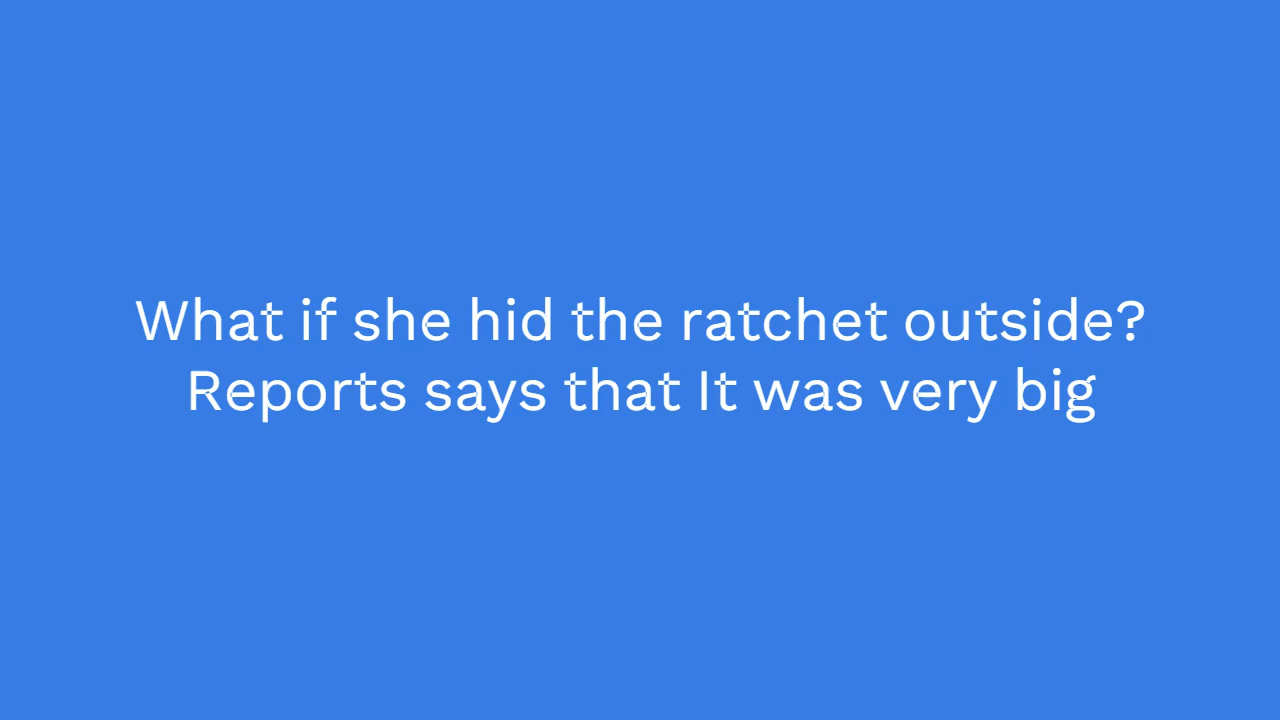 What if she hid the ratchet outside?
Reports says that It was very big